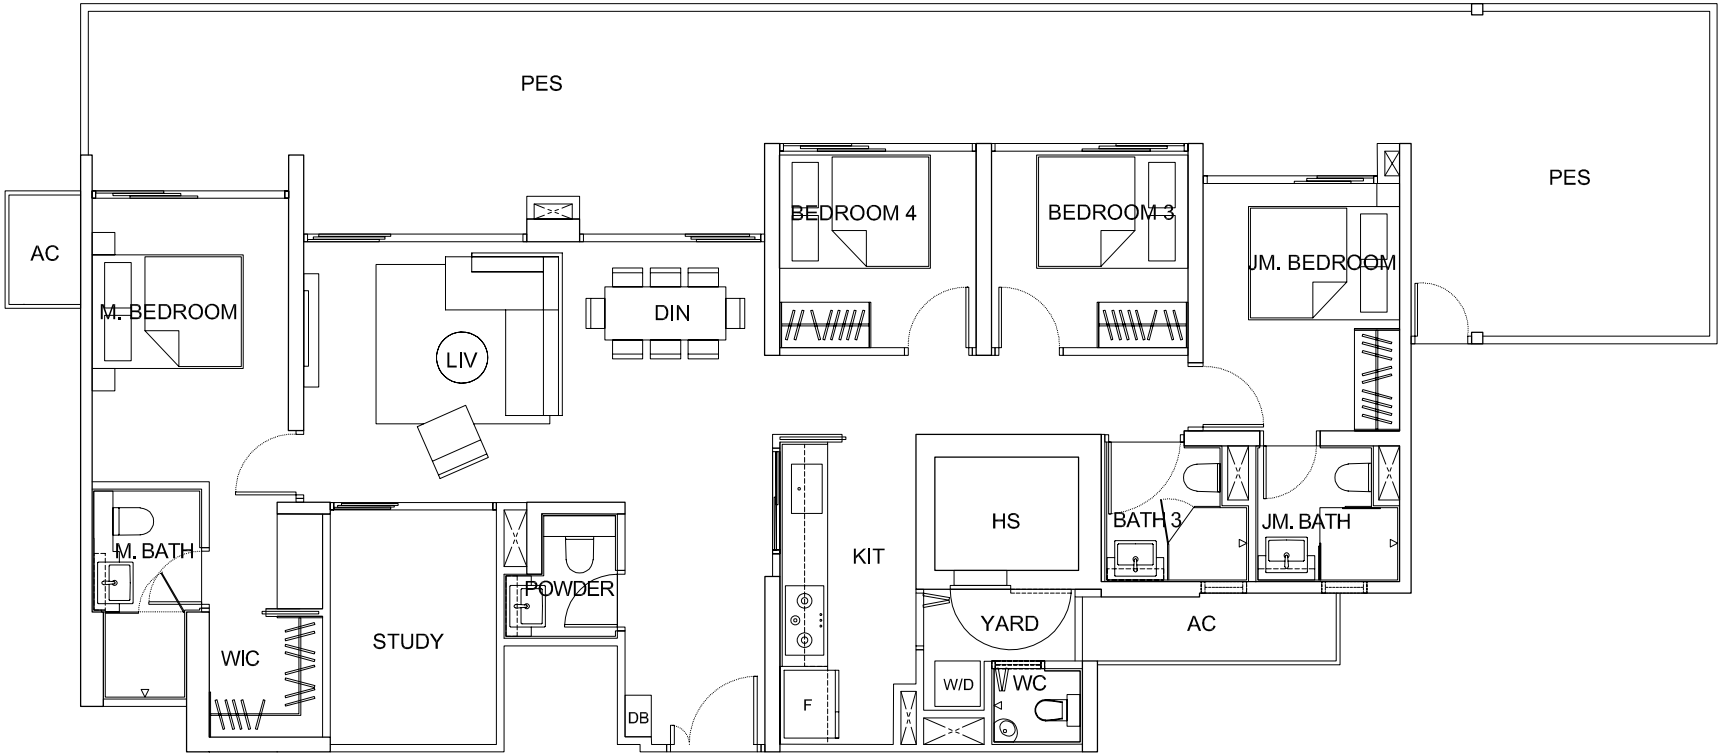 PES
PES
BEDROOM 4
BEDROOM 3
AC
JM. BEDROOM
M. BEDROOM
DIN
LIV
HS
BATH 3
JM. BATH
M. BATH
KIT
POWDER
YARD
AC
STUDY
WIC
W/D
WC
F
DB